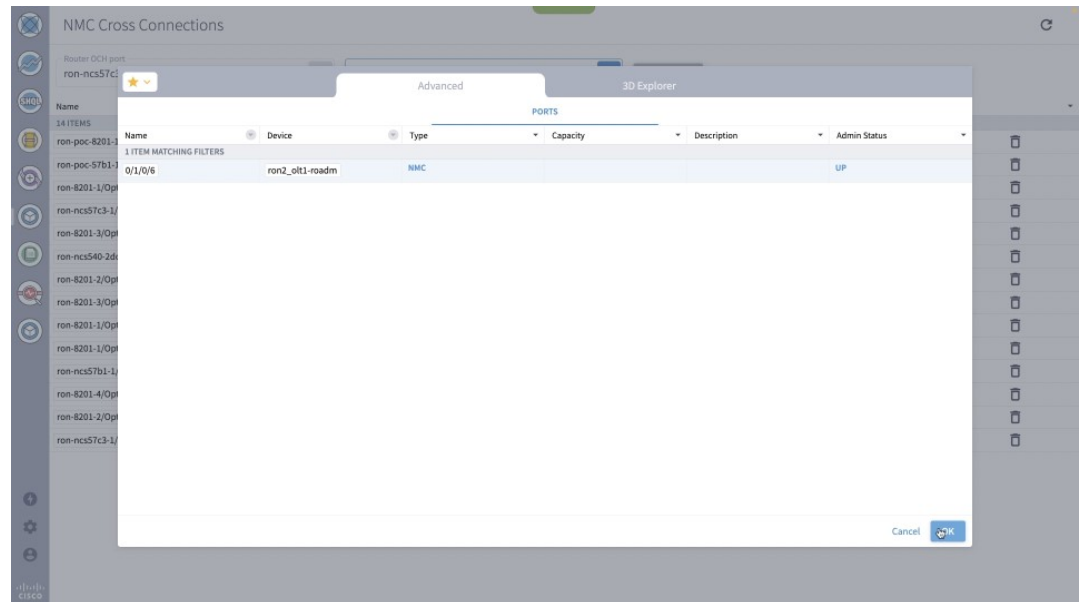 NMC Cross Connections
Router OCH port
ron-ncs57c3
SHQL
Advanced
3D Explorer
PORTS
Name
14 ITEMS
Name Device Type Capacity Description Admin Status
1 ITEM MATCHING FILTERS
0/1/0/6 ron2_olt1-roadm NMC UP
ron-poc-8201-1
ron-poc-57b1-1
ron-8201-1/Opt
ron-ncs57c3-1/
ron-8201-3/Opt
ron-ncs540-2dd
ron-8201-2/Opt
ron-8201-3/Opt
ron-8201-1/Opt
ron-8201-1/Opt
ron-ncs57b1-1/
ron-8201-4/Opt
ron-8201-2/Opt
ron-ncs57c3-1/
Cancel OK
CISCO